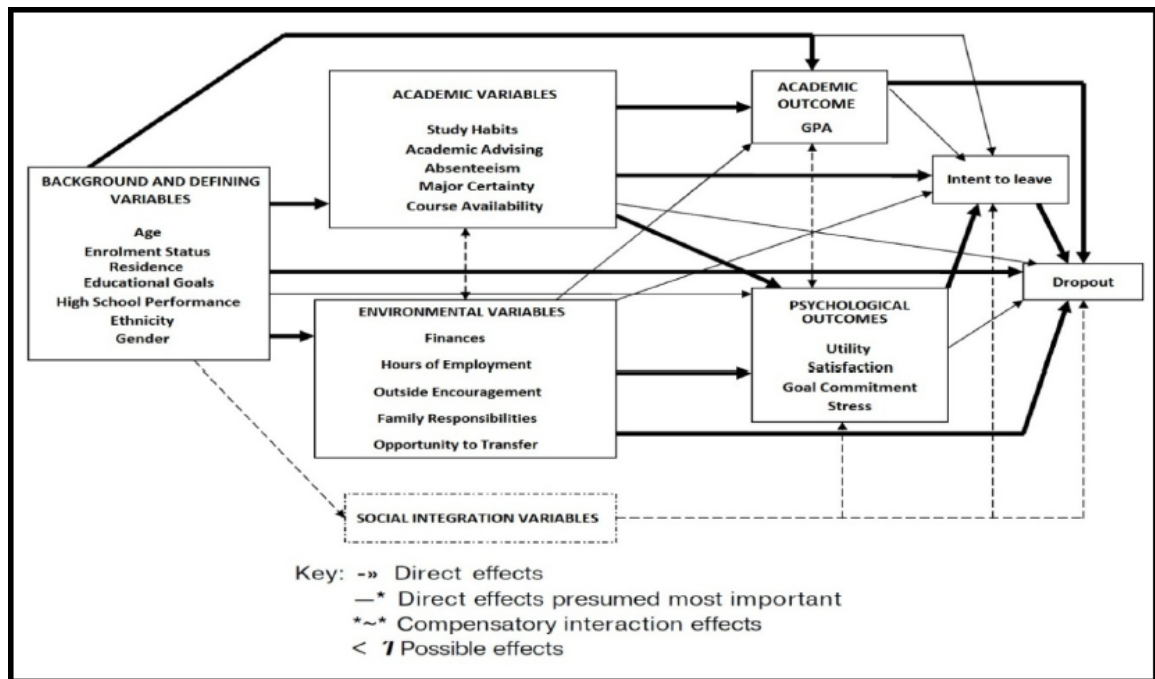 BACKGROUND AND DEFINING
VARIABLES
Age
Enrolment Status
Residence
Educational Goals
High School Performance
Ethnicity
Gender
ACADEMIC VARIABLES
Study Habits
Academic Advising
Absenteeism
Major Certainty
Course Availability
ENVIRONMENTAL VARIABLES
Finances
Hours of Employment
Outside Encouragement
Family Responsibilities
Opportunity to Transfer
SOCIAL INTEGRATION VARIABLES
ACADEMIC
OUTCOME
GPA
PSYCHOLOGICAL
OUTCOMES
Utility
Satisfaction
Goal Commitment
Stress
Intent to leave
Dropout
Key: -» Direct effects
—* Direct effects presumed most important
*~* Compensatory interaction effects
< 1 Possible effects